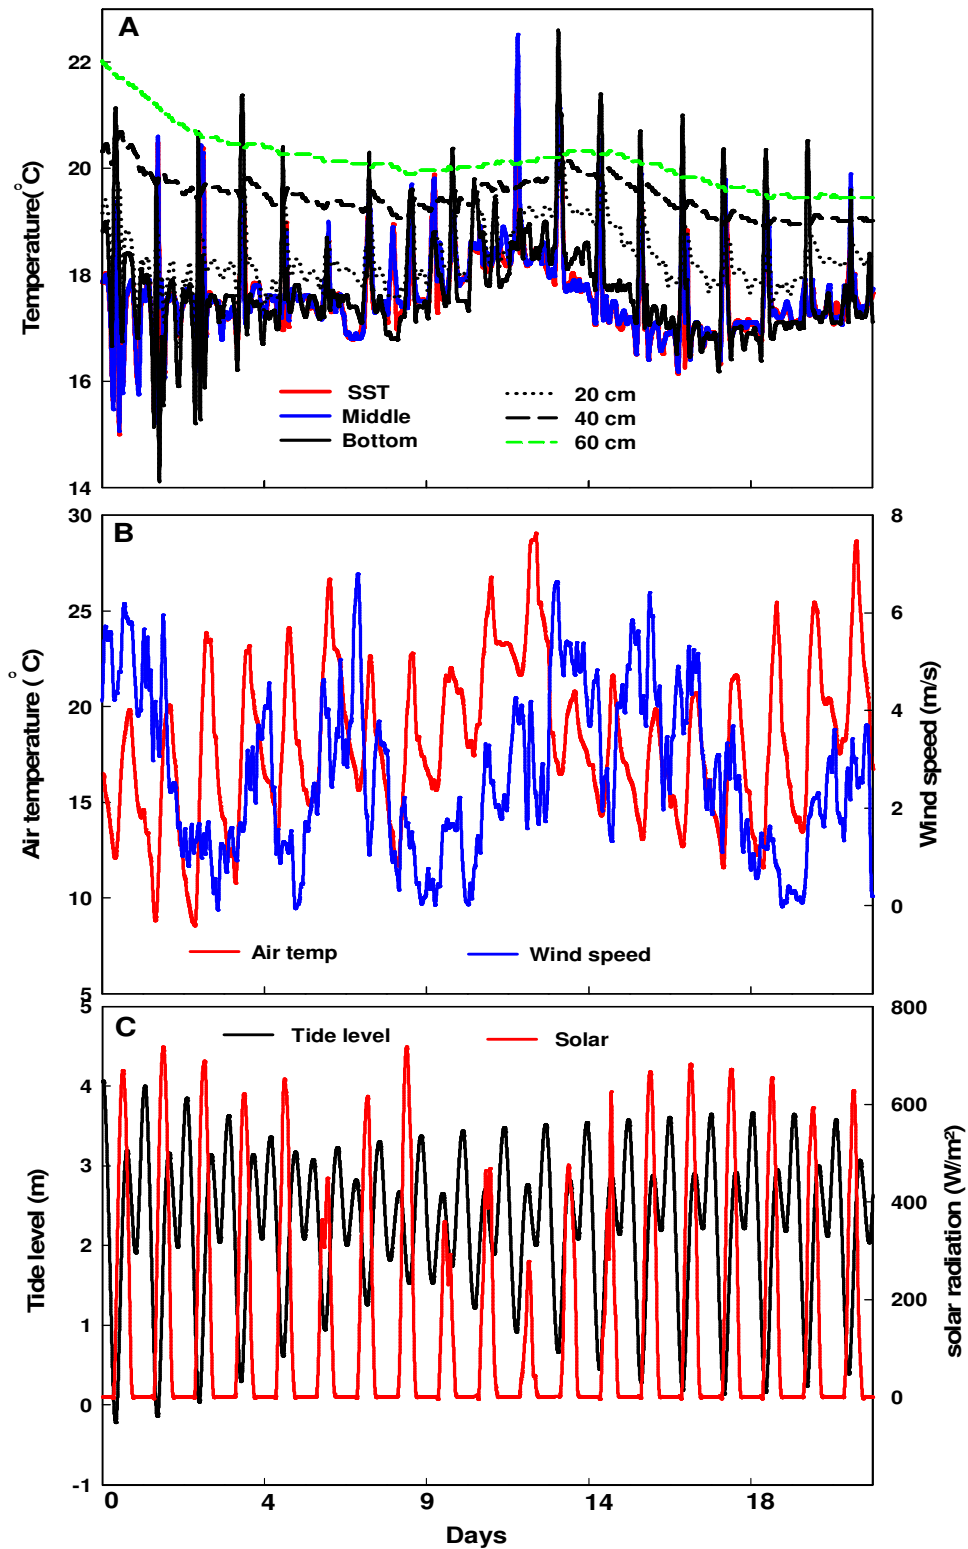 A
22
20
18
16
14
Temperature(°C)
SST
Middle
Bottom
20 cm
40 cm
60 cm
B
30
25
20
15
10
5
Air temperature (°C)
8
6
4
2
0
Wind speed (m/s)
Air temp
Wind speed
C
5
4
3
2
1
0
-1
Tide level (m)
Tide level
Solar
800
600
400
200
0
solar radiation (W/m²)
0
4
9
14
18
Days